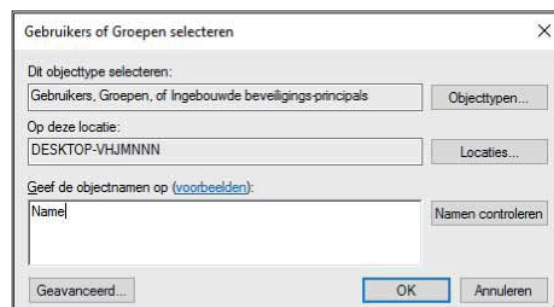 Gebruikers of Groepen selecteren
Dit objecttype selecteren:
Gebruikers, Groepen, of Ingebouwde beveiligings-principals
Objecttypen...
Op deze locatie:
DESKTOP-VHJMNNN
Locaties...
Geef de objectnamen op (voorbeelden):
Name
Namen controleren
Geavanceerd...
OK
Annuleren